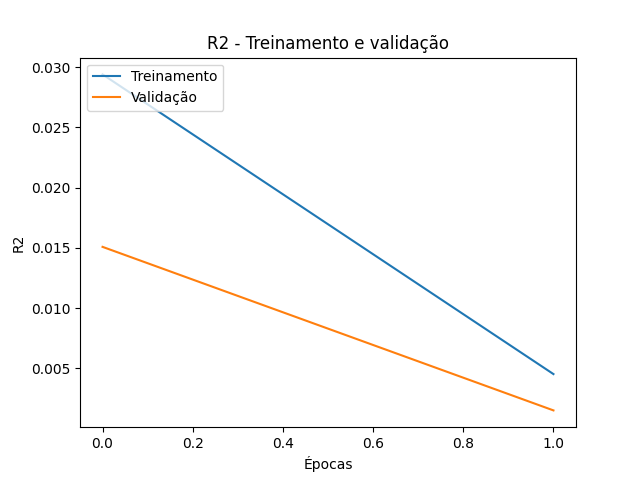 R2 - Treinamento e validação
Treinamento
Validação
0.030
0.025
0.020
0.015
0.010
0.005
R2
0.0 0.2 0.4 0.6 0.8 1.0
Épocas